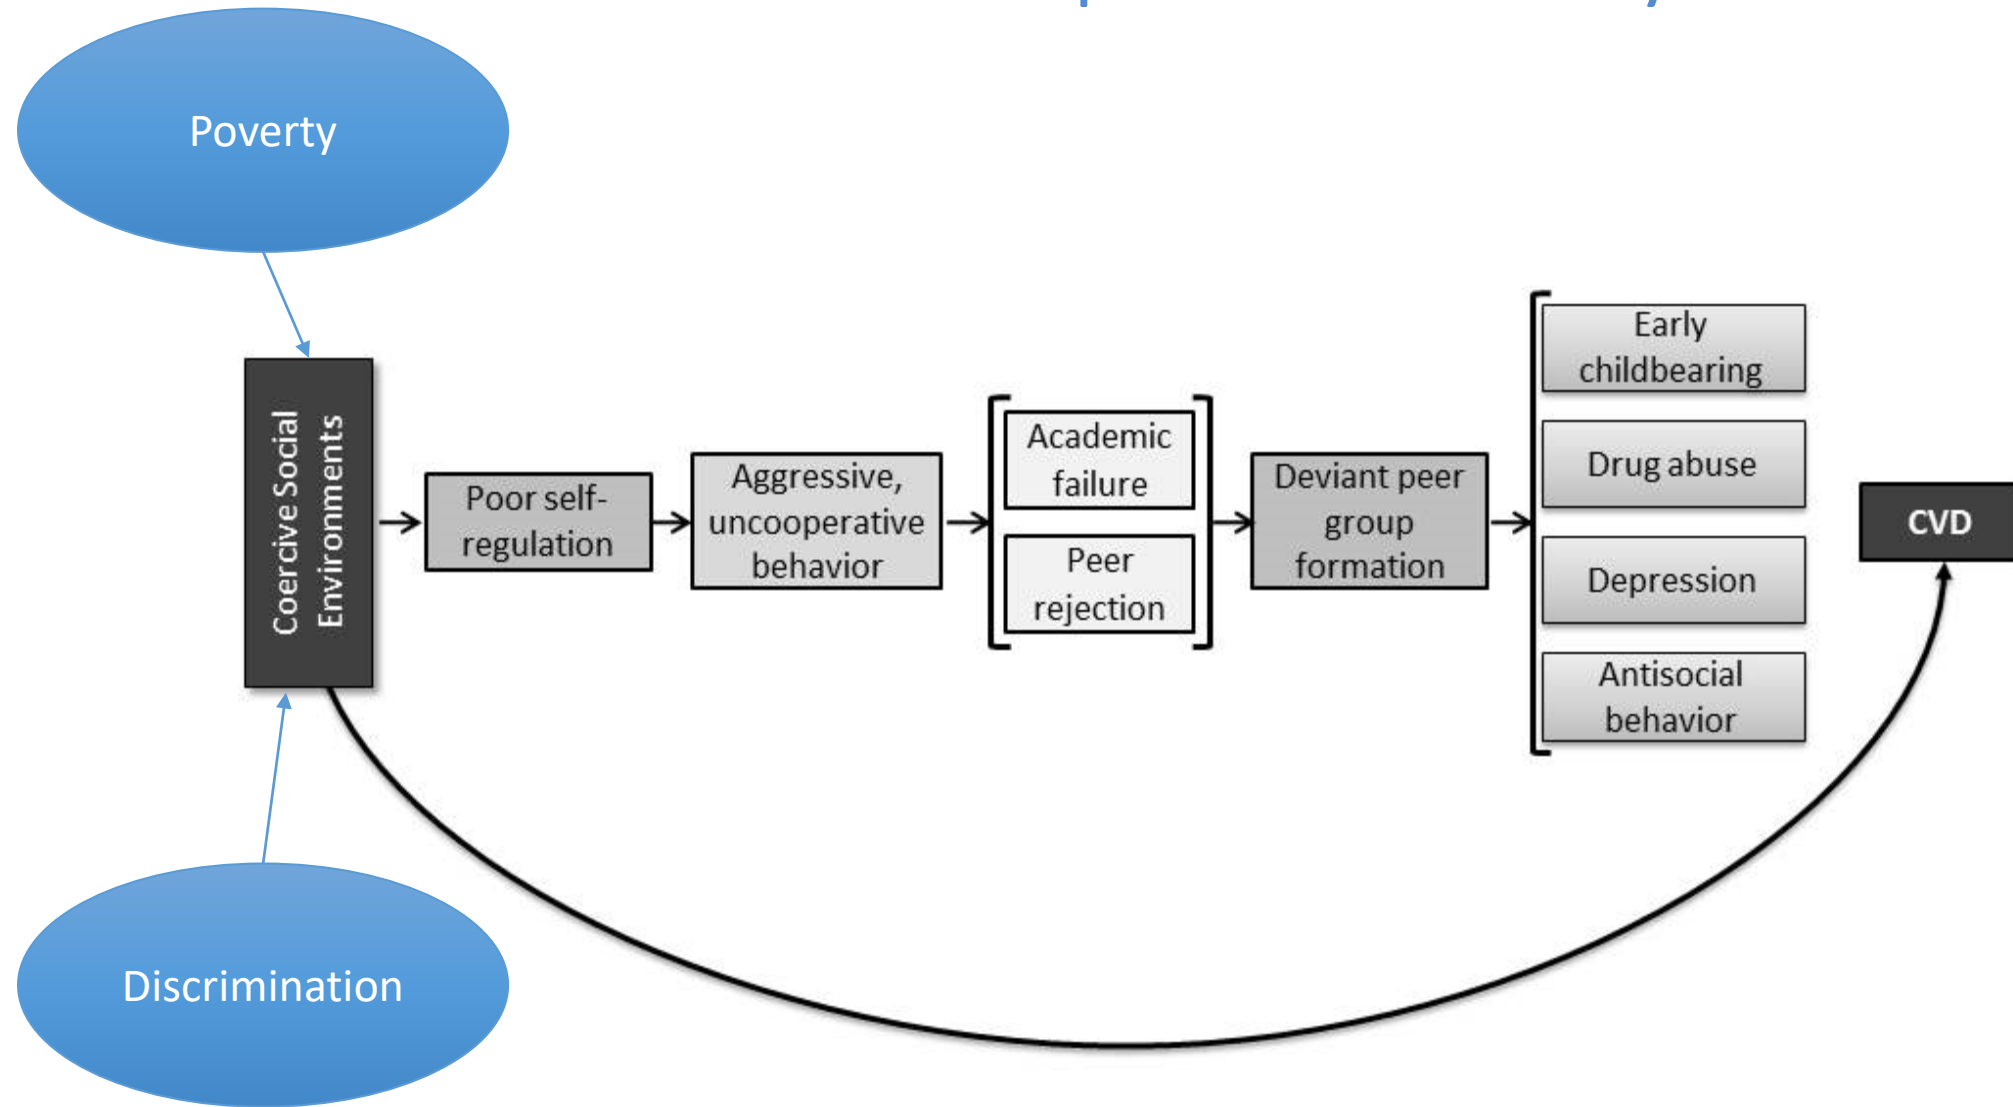 Poverty
Coercive Social
Environments
Poor self-
regulation
Aggressive,
uncooperative
behavior
Academic
failure
Peer
rejection
Deviant peer
group
formation
Early
childbearing
Drug abuse
Depression
Antisocial
behavior
CVD
Discrimination